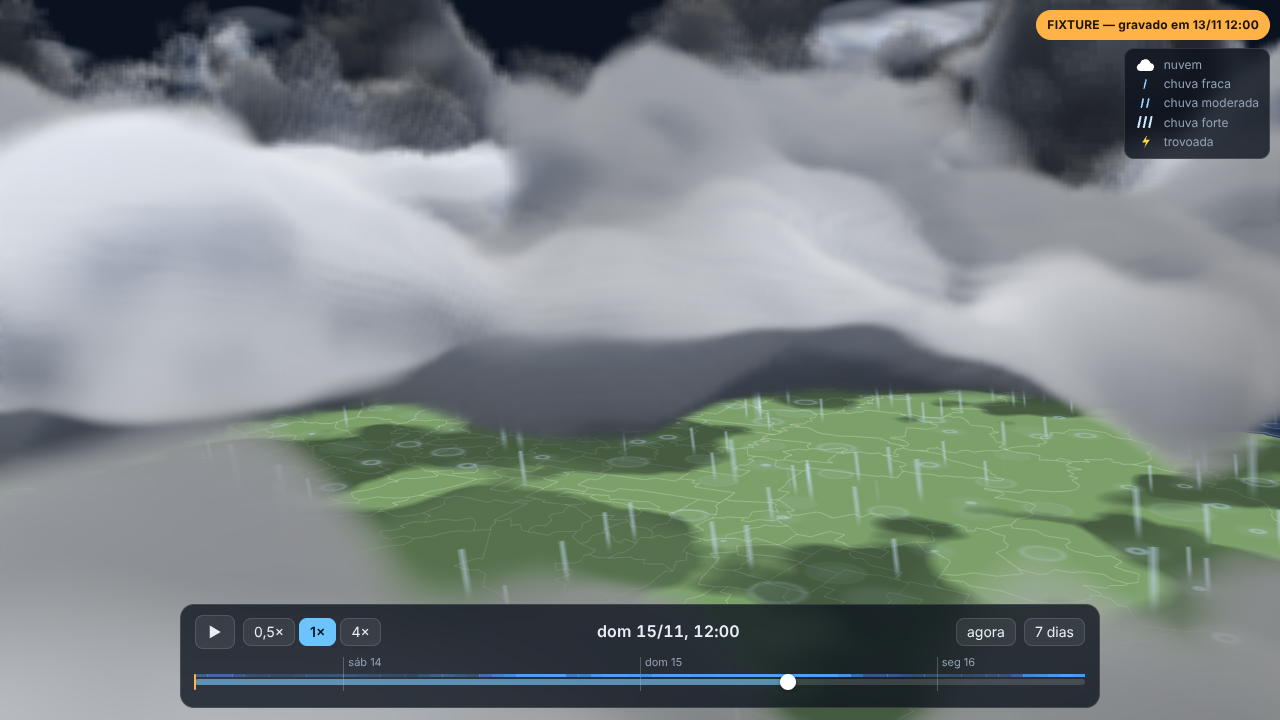 FIXTURE — gravado em 13/11 12:00
nuvem
chuva fraca
chuva moderada
chuva forte
trovoada
0,5× 1× 4× dom 15/11, 12:00 agora 7 dias
sáb 14 dom 15 seg 16